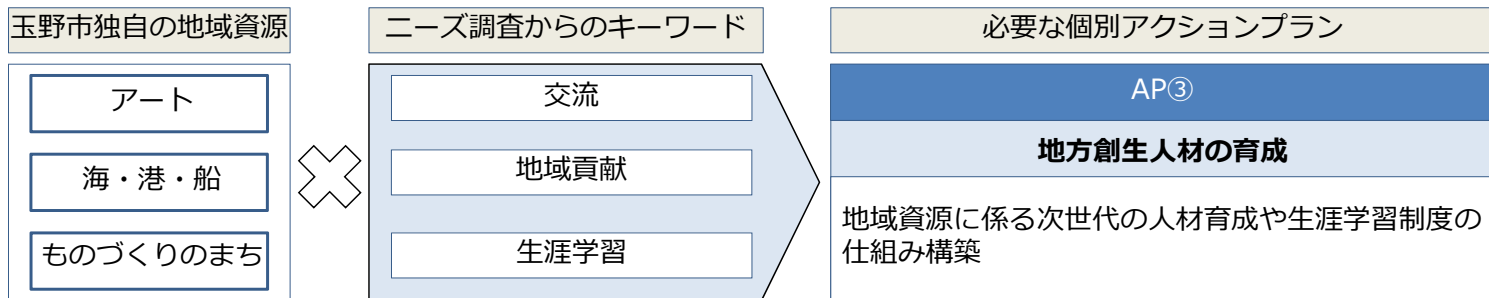 玉野市独自の地域資源
ニーズ調査からのキーワード
必要な個別アクションプラン
アート
海・港・船
ものづくりのまち
交流
地域貢献
生涯学習
AP③
地方創生人材の育成
地域資源に係る次世代の人材育成や生涯学習制度の
仕組み構築